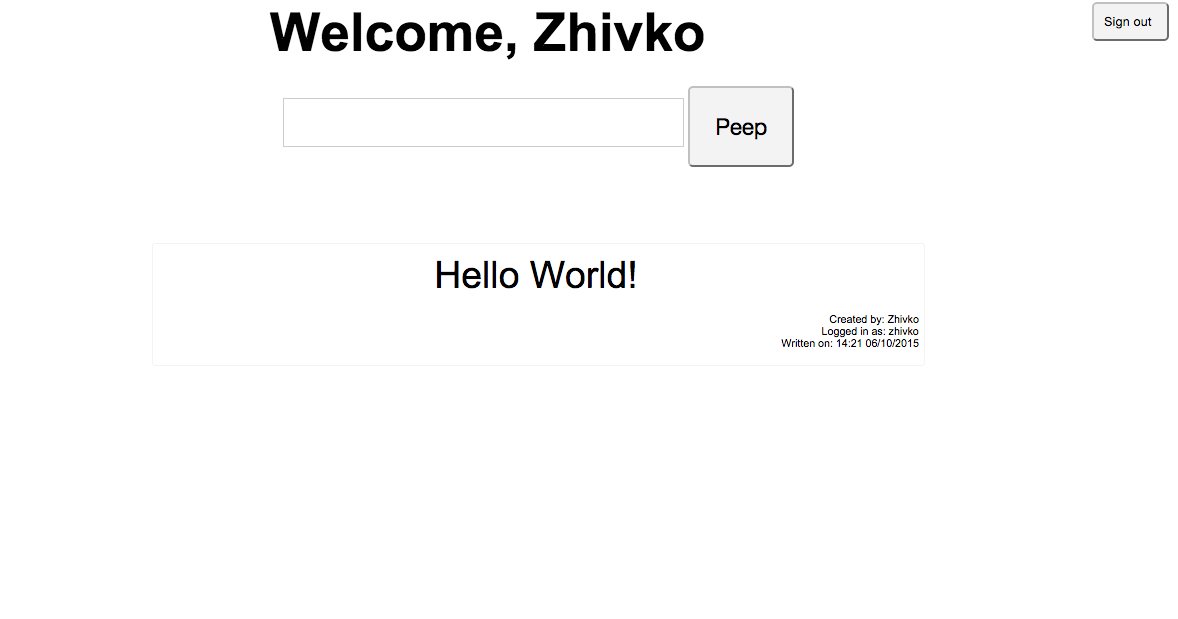 Welcome, Zhivko
Sign out
Peep
Hello World!
Created by: Zhivko
Logged in as: zhivko
Written on: 14:21 06/10/2015